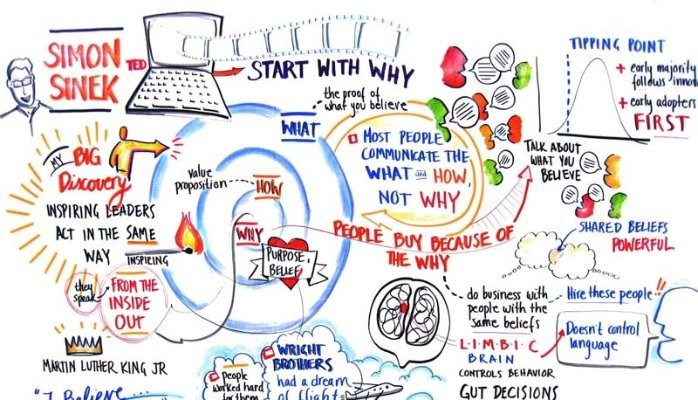 SIMON
SINEK
TED
START WITH WHY
the proof of
what you believe
WHAT
value
proposition
HOW
WHY
PURPOSE,
BELIEF
MY
BIG
Discovery
INSPIRING LEADERS
ACT IN THE SAME
WAY
INSPIRING
they
speak
FROM THE
INSIDE
OUT
MARTIN LUTHER KING JR
"I Believe...
MOST PEOPLE
COMMUNICATE THE
WHAT and HOW,
NOT WHY
PEOPLE BUY BECAUSE OF
THE WHY
TALK ABOUT
WHAT YOU
BELIEVE
TIPPING POINT
+ early majority
follows
+ early adopters
FIRST
SHARED BELIEFS
POWERFUL
do business with
people with the
same beliefs
Hire these people !!
L·I·M·B·I·C
BRAIN
CONTROLS BEHAVIOR
GUT DECISIONS
Doesn't control
language
people
worked hard
for them
WRIGHT
BROTHERS
had a dream
of flight